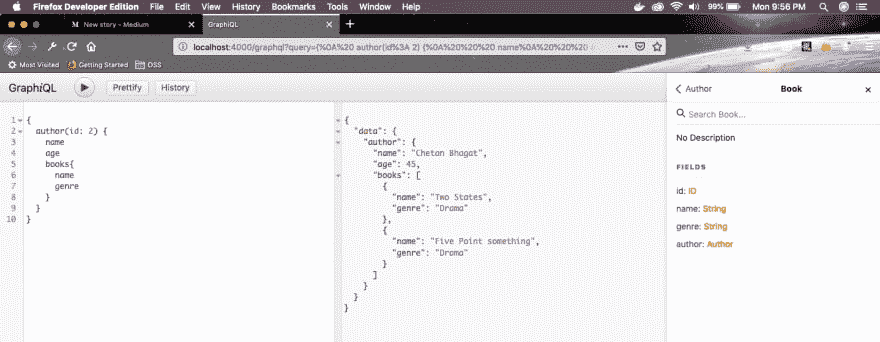 Firefox Developer Edition File Edit View History Bookmarks Tools Window Help 99% Mon 9:56 PM
New story – Medium × GraphiQL × +
localhost:4000/graphql?query={%0A%20 author(id%3A 2) {%0A%20%20%20 name%0A%20%20%20
Most Visited Getting Started OSS
GraphiQL Prettify History Author Book ×
Search Book...
No Description
FIELDS
id: ID
name: String
genre: String
author: Author
1 {
2 author(id: 2) {
3 name
4 age
5 books{
6 name
7 genre
8 }
9 }
10 }
{
"data": {
"author": {
"name": "Chetan Bhagat",
"age": 45,
"books": [
{
"name": "Two States",
"genre": "Drama"
},
{
"name": "Five Point something",
"genre": "Drama"
}
]
}
}
}